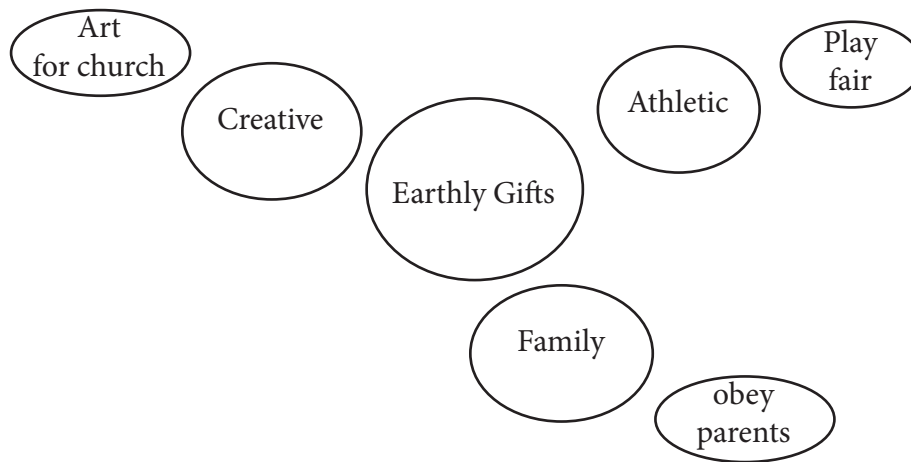 Art
for church
Creative
Earthly Gifts
Athletic
Play
fair
Family
obey
parents